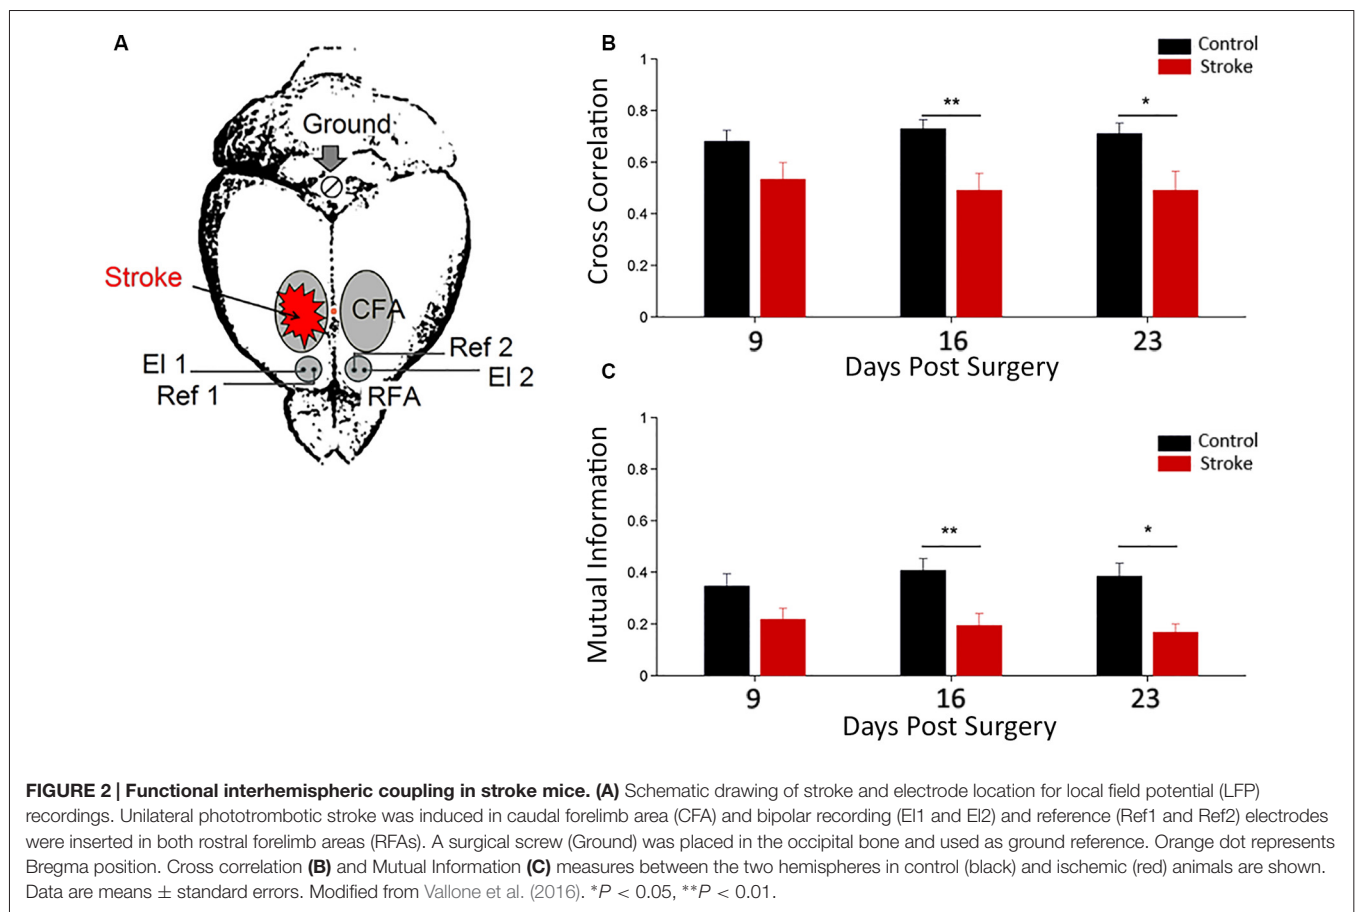 A
Ground
Stroke
CFA
El 1
Ref 1
Ref 2
El 2
RFA
B
Control
Stroke
Cross Correlation
1
0.8
0.6
0.4
0.2
0
**
*
9
16
23
Days Post Surgery
C
Control
Stroke
Mutual Information
1
0.8
0.6
0.4
0.2
0
**
*
9
16
23
Days Post Surgery
FIGURE 2 | Functional interhemispheric coupling in stroke mice. (A) Schematic drawing of stroke and electrode location for local field potential (LFP)
recordings. Unilateral phototrombotic stroke was induced in caudal forelimb area (CFA) and bipolar recording (El1 and El2) and reference (Ref1 and Ref2) electrodes
were inserted in both rostral forelimb areas (RFAs). A surgical screw (Ground) was placed in the occipital bone and used as ground reference. Orange dot represents
Bregma position. Cross correlation (B) and Mutual Information (C) measures between the two hemispheres in control (black) and ischemic (red) animals are shown.
Data are means ± standard errors. Modified from Vallone et al. (2016). *P < 0.05, **P < 0.01.